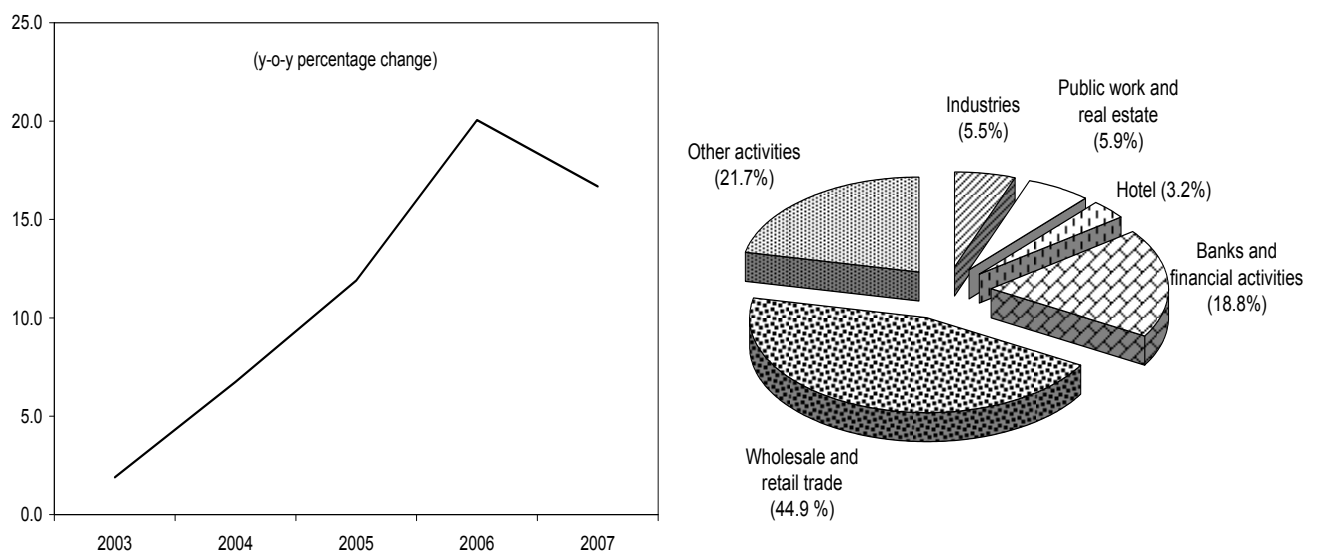 25.0
20.0
15.0
10.0
5.0
0.0
(y-o-y percentage change)
2003 2004 2005 2006 2007
Industries
(5.5%)
Public work and
real estate
(5.9%)
Hotel (3.2%)
Banks and
financial activities
(18.8%)
Other activities
(21.7%)
Wholesale and
retail trade
(44.9 %)